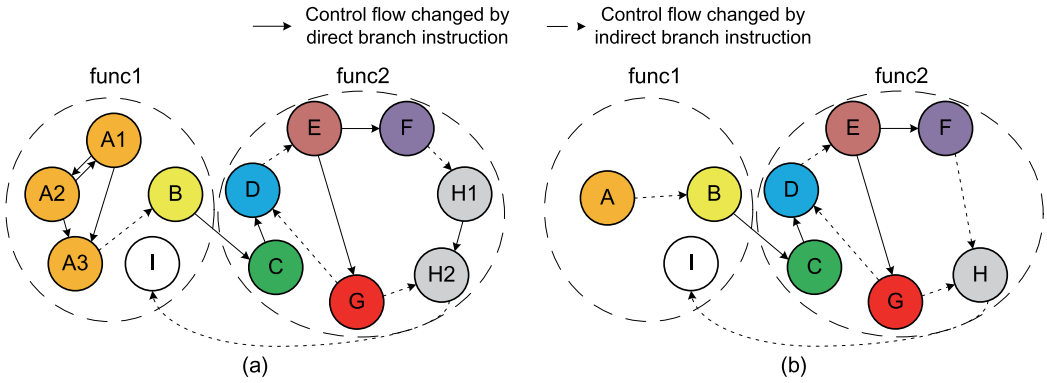 Control flow changed by
direct branch instruction
Control flow changed by
indirect branch instruction
func1
func2
A1
A2
A3
B
I
C
D
E
F
G
H1
H2
(a)
func1
func2
A
B
I
C
D
E
F
G
H
(b)